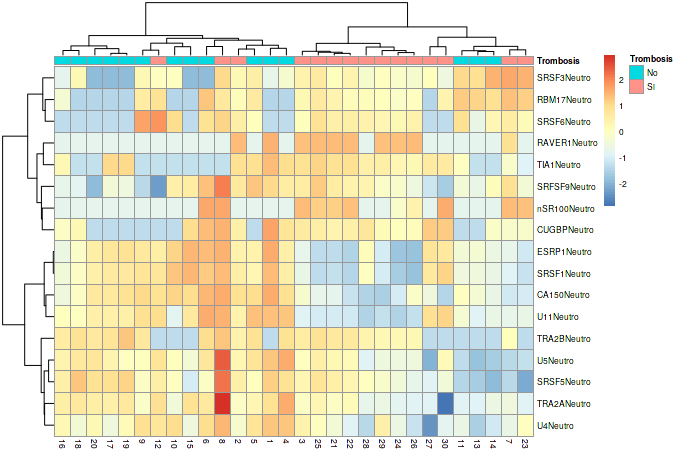 Trombosis
Trombosis
No
SI
2
1
0
-1
-2
SRSF3Neutro
RBM17Neutro
SRSF6Neutro
RAVER1Neutro
TIA1Neutro
SRFSF9Neutro
nSR100Neutro
CUGBPNeutro
ESRP1Neutro
SRSF1Neutro
CA150Neutro
U11Neutro
TRA2BNeutro
U5Neutro
SRSF5Neutro
TRA2ANeutro
U4Neutro
16 18 20 17 19 9 12 10 15 6 8 2 5 1 4 3 25 21 22 28 29 24 26 27 30 11 13 14 7 23